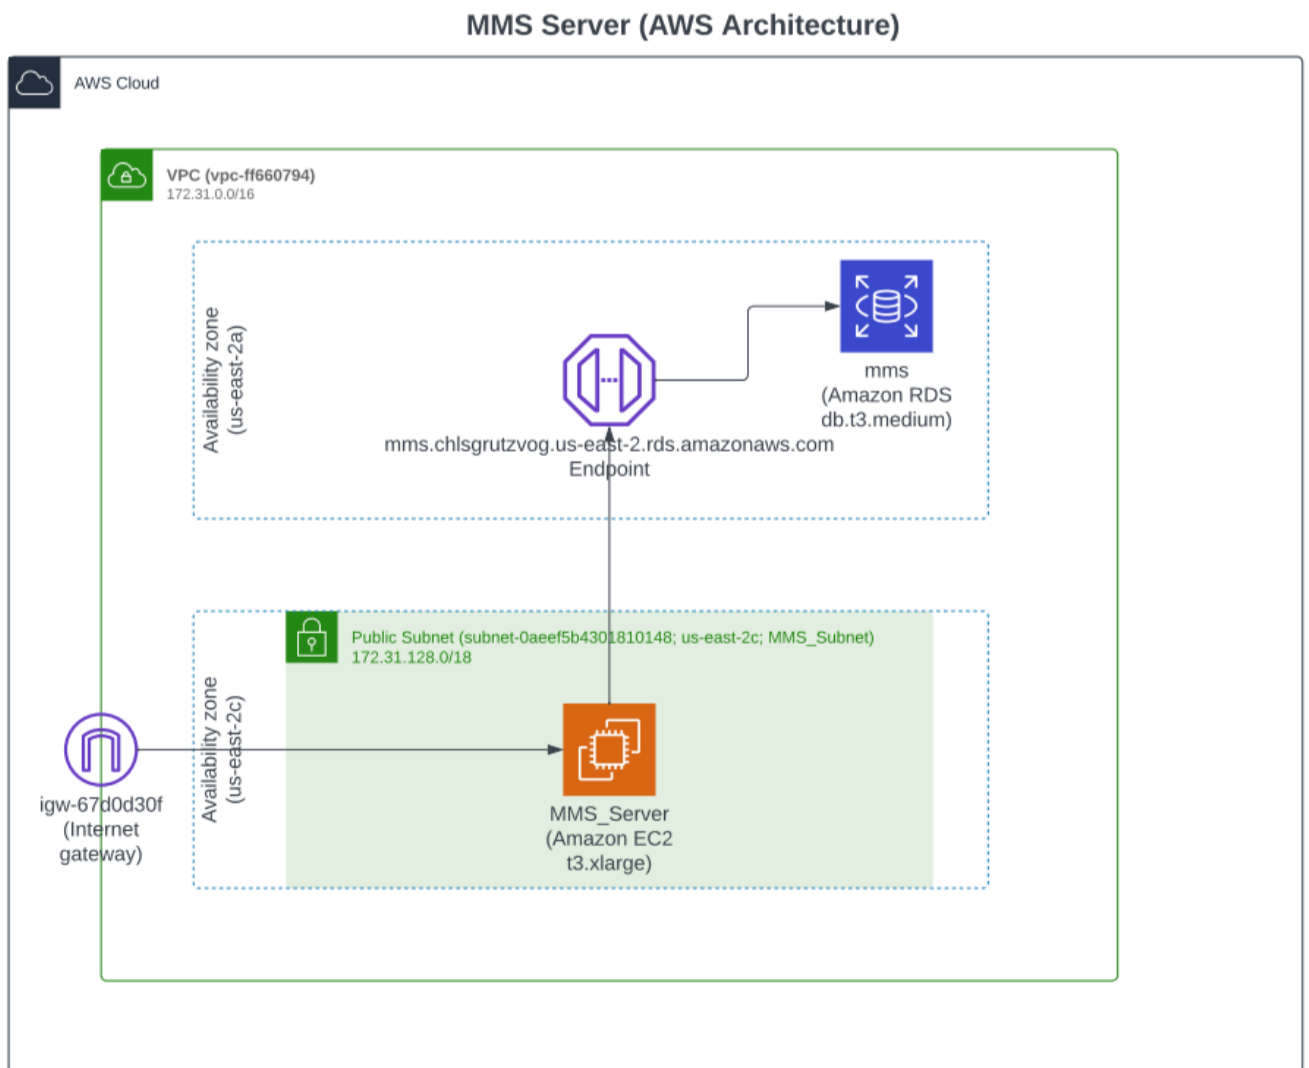 MMS Server (AWS Architecture)
AWS Cloud
VPC (vpc-ff660794)
172.31.0.0/16
Availability zone
(us-east-2a)
mms
(Amazon RDS
db.t3.medium)
mms.chlsgrutzvog.us-east-2.rds.amazonaws.com
Endpoint
Public Subnet (subnet-0aeef5b4301810148; us-east-2c; MMS_Subnet)
172.31.128.0/18
Availability zone
(us-east-2c)
igw-67d0d30f
(Internet
gateway)
MMS_Server
(Amazon EC2
t3.xlarge)